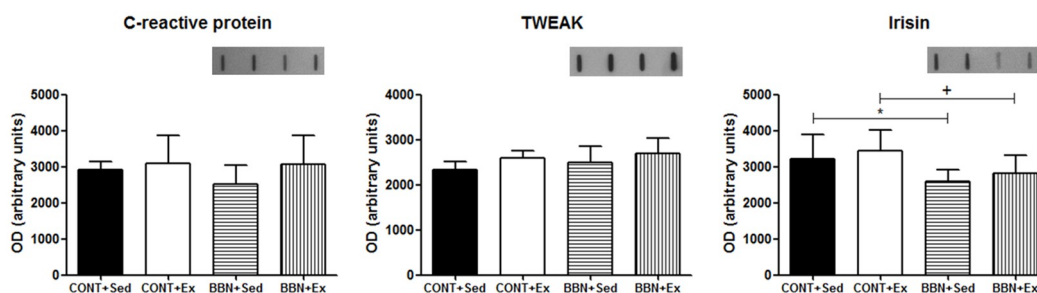 C-reactive protein
OD (arbitrary units)
5000
4000
3000
2000
1000
0
CONT+Sed CONT+Ex BBN+Sed BBN+Ex
TWEAK
OD (arbitrary units)
4000
3000
2000
1000
0
CONT+Sed CONT+Ex BBN+Sed BBN+Ex
Irisin
+
*
OD (arbitrary units)
5000
4000
3000
2000
1000
0
CONT+Sed CONT+Ex BBN+Sed BBN+Ex